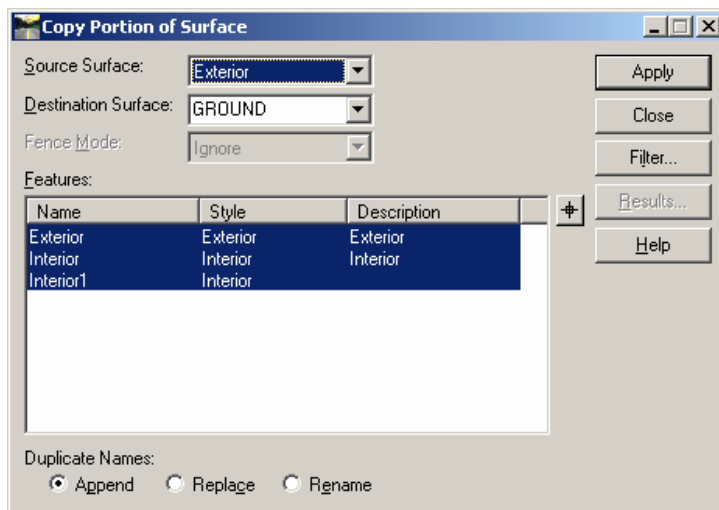 Copy Portion of Surface
Source Surface: Exterior
Apply
Destination Surface: GROUND
Close
Fence Mode: Ignore
Filter...
Features:
Results...
Name Style Description
Help
Exterior Exterior Exterior
Interior Interior Interior
Interior1 Interior
Duplicate Names:
Append Replace Rename